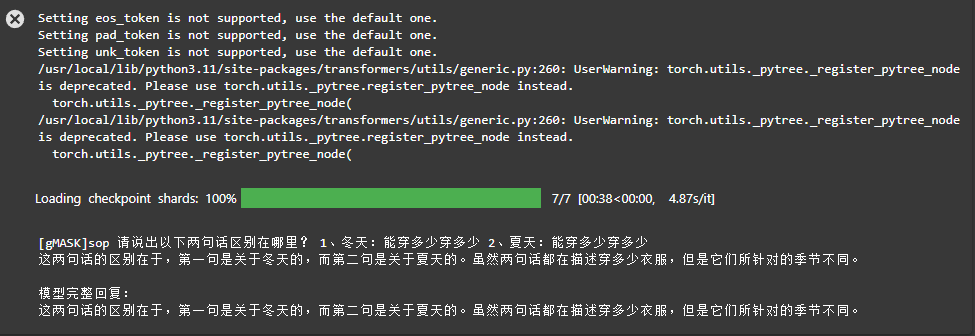 Setting eos_token is not supported, use the default one.
Setting pad_token is not supported, use the default one.
Setting unk_token is not supported, use the default one.
/usr/local/lib/python3.11/site-packages/transformers/utils/generic.py:260: UserWarning: torch.utils._pytree._register_pytree_node
is deprecated. Please use torch.utils._pytree.register_pytree_node instead.
  torch.utils._pytree._register_pytree_node(
/usr/local/lib/python3.11/site-packages/transformers/utils/generic.py:260: UserWarning: torch.utils._pytree._register_pytree_node
is deprecated. Please use torch.utils._pytree.register_pytree_node instead.
  torch.utils._pytree._register_pytree_node(
Loading checkpoint shards: 100% 7/7 [00:38<00:00, 4.87s/it]
[gMASK]sop 请说出以下两句话区别在哪里? 1、冬天: 能穿多少穿多少 2、夏天: 能穿多少穿多少
这两句话的区别在于，第一句是关于冬天的，而第二句是关于夏天的。虽然两句话都在描述穿多少衣服，但是它们所针对的季节不同。
模型完整回复:
这两句话的区别在于，第一句是关于冬天的，而第二句是关于夏天的。虽然两句话都在描述穿多少衣服，但是它们所针对的季节不同。